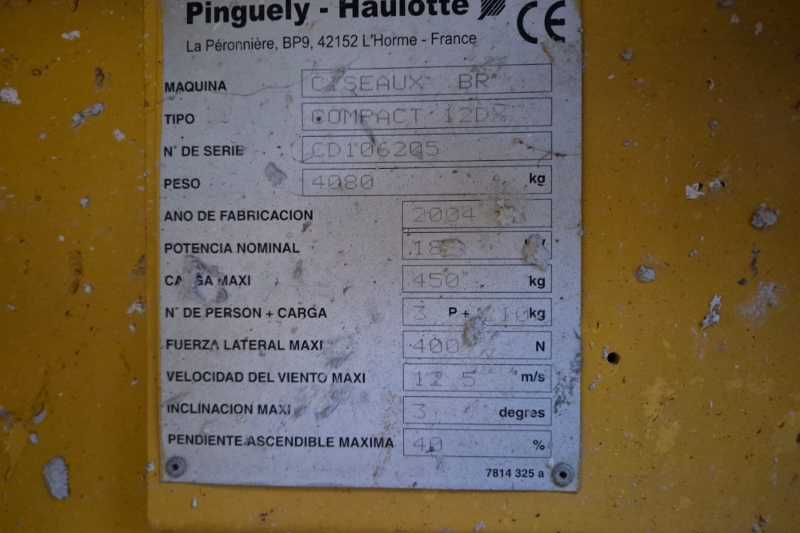 Pinguely - Haulotte CE
La Péronnière, BP9, 42152 L'Horme - France
MAQUINA CISEAUX BR
TIPO COMPACT 12DX
N° DE SERIE CD106205
PESO 4080 kg
ANO DE FABRICACION 2004
POTENCIA NOMINAL
CARGA MAXI 450 kg
N° DE PERSON + CARGA 3 P + 210 kg
FUERZA LATERAL MAXI 400 N
VELOCIDAD DEL VIENTO MAXI 12.5 m/s
INCLINACION MAXI 3 degres
PENDIENTE ASCENDIBLE MAXIMA 40 %
7814 325 a